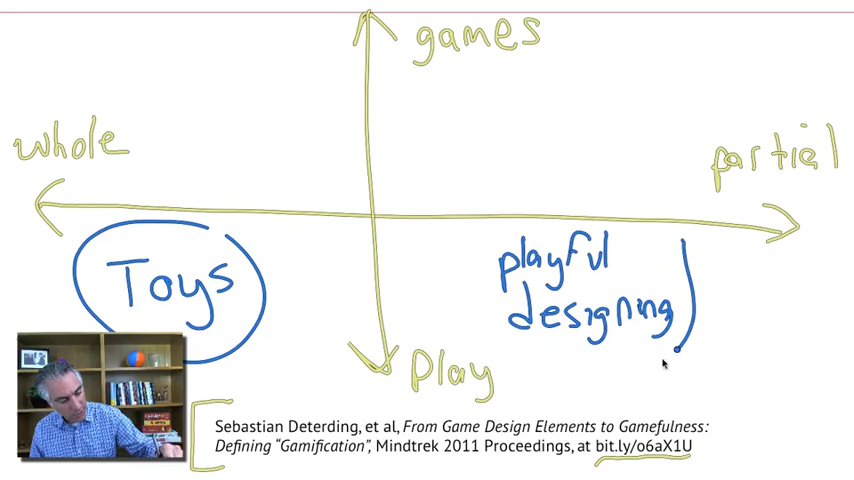 games
whole
partial
Toys
playful
designing
Play
Sebastian Deterding, et al, From Game Design Elements to Gamefulness:
Defining “Gamification”, Mindtrek 2011 Proceedings, at bit.ly/o6aX1U